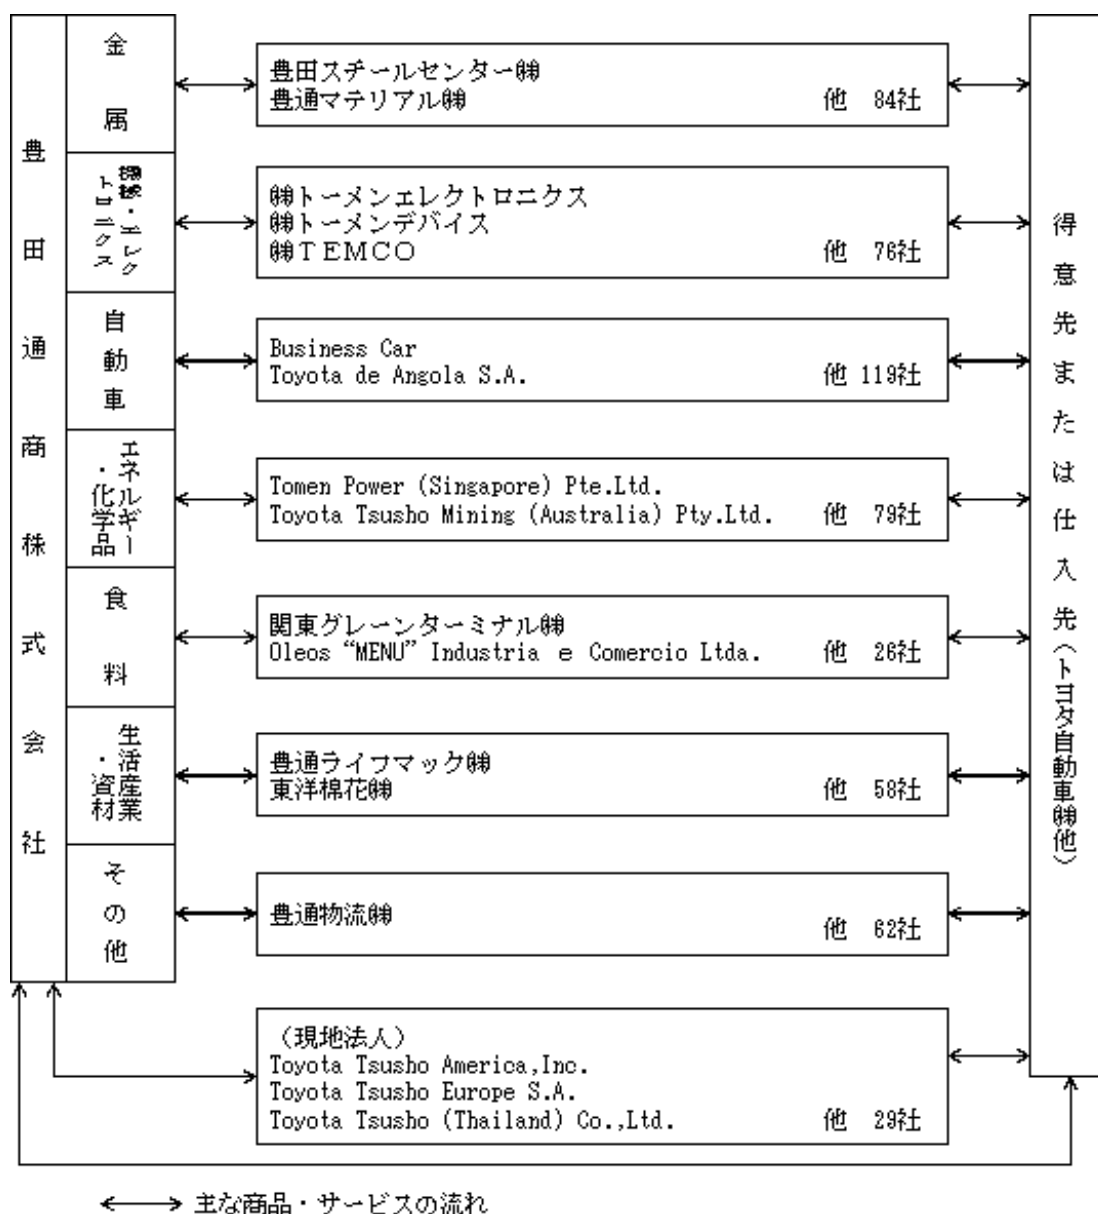 豊田通商株式会社
金属
豊田スチールセンター㈱
豊通マテリアル㈱
他 84社
機械・エレクトロニクス
㈱トーメンエレクトロニクス
㈱トーメンデバイス
㈱TEMCO
他 76社
自動車
Business Car
Toyota de Angola S.A.
他 119社
エネルギー・化学品
Tomen Power (Singapore) Pte.Ltd.
Toyota Tsusho Mining (Australia) Pty.Ltd.
他 79社
食料
関東グレーンターミナル㈱
Oleos “MENU” Industria e Comercio Ltda.
他 26社
生活産業・資材
豊通ライフマック㈱
東洋棉花㈱
他 58社
その他
豊通物流㈱
他 62社
(現地法人)
Toyota Tsusho America,Inc.
Toyota Tsusho Europe S.A.
Toyota Tsusho (Thailand) Co.,Ltd.
他 29社
得意先または仕入先(トヨタ自動車㈱他)
主な商品・サービスの流れ